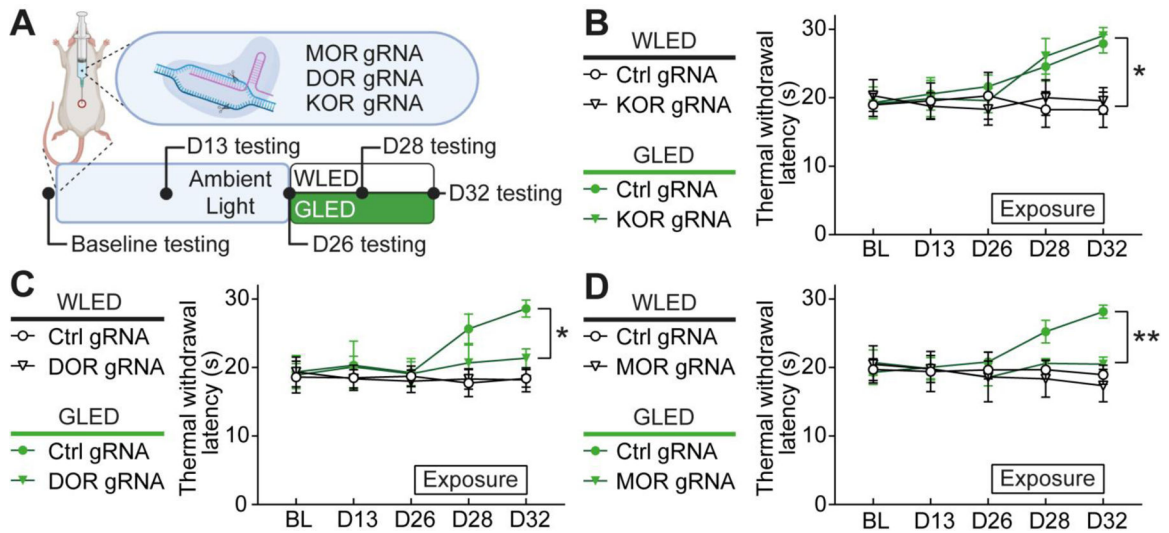 A
MOR gRNA
DOR gRNA
KOR gRNA
D13 testing
D28 testing
Ambient
Light
WLED
GLED
D32 testing
Baseline testing
D26 testing
B
WLED
Ctrl gRNA
KOR gRNA
GLED
Ctrl gRNA
KOR gRNA
Thermal withdrawal
latency (s)
30
20
10
0
*
Exposure
BL D13 D26 D28 D32
C
WLED
Ctrl gRNA
DOR gRNA
GLED
Ctrl gRNA
DOR gRNA
Thermal withdrawal
latency (s)
30
20
10
0
*
Exposure
BL D13 D26 D28 D32
D
WLED
Ctrl gRNA
MOR gRNA
GLED
Ctrl gRNA
MOR gRNA
Thermal withdrawal
latency (s)
30
20
10
0
**
Exposure
BL D13 D26 D28 D32